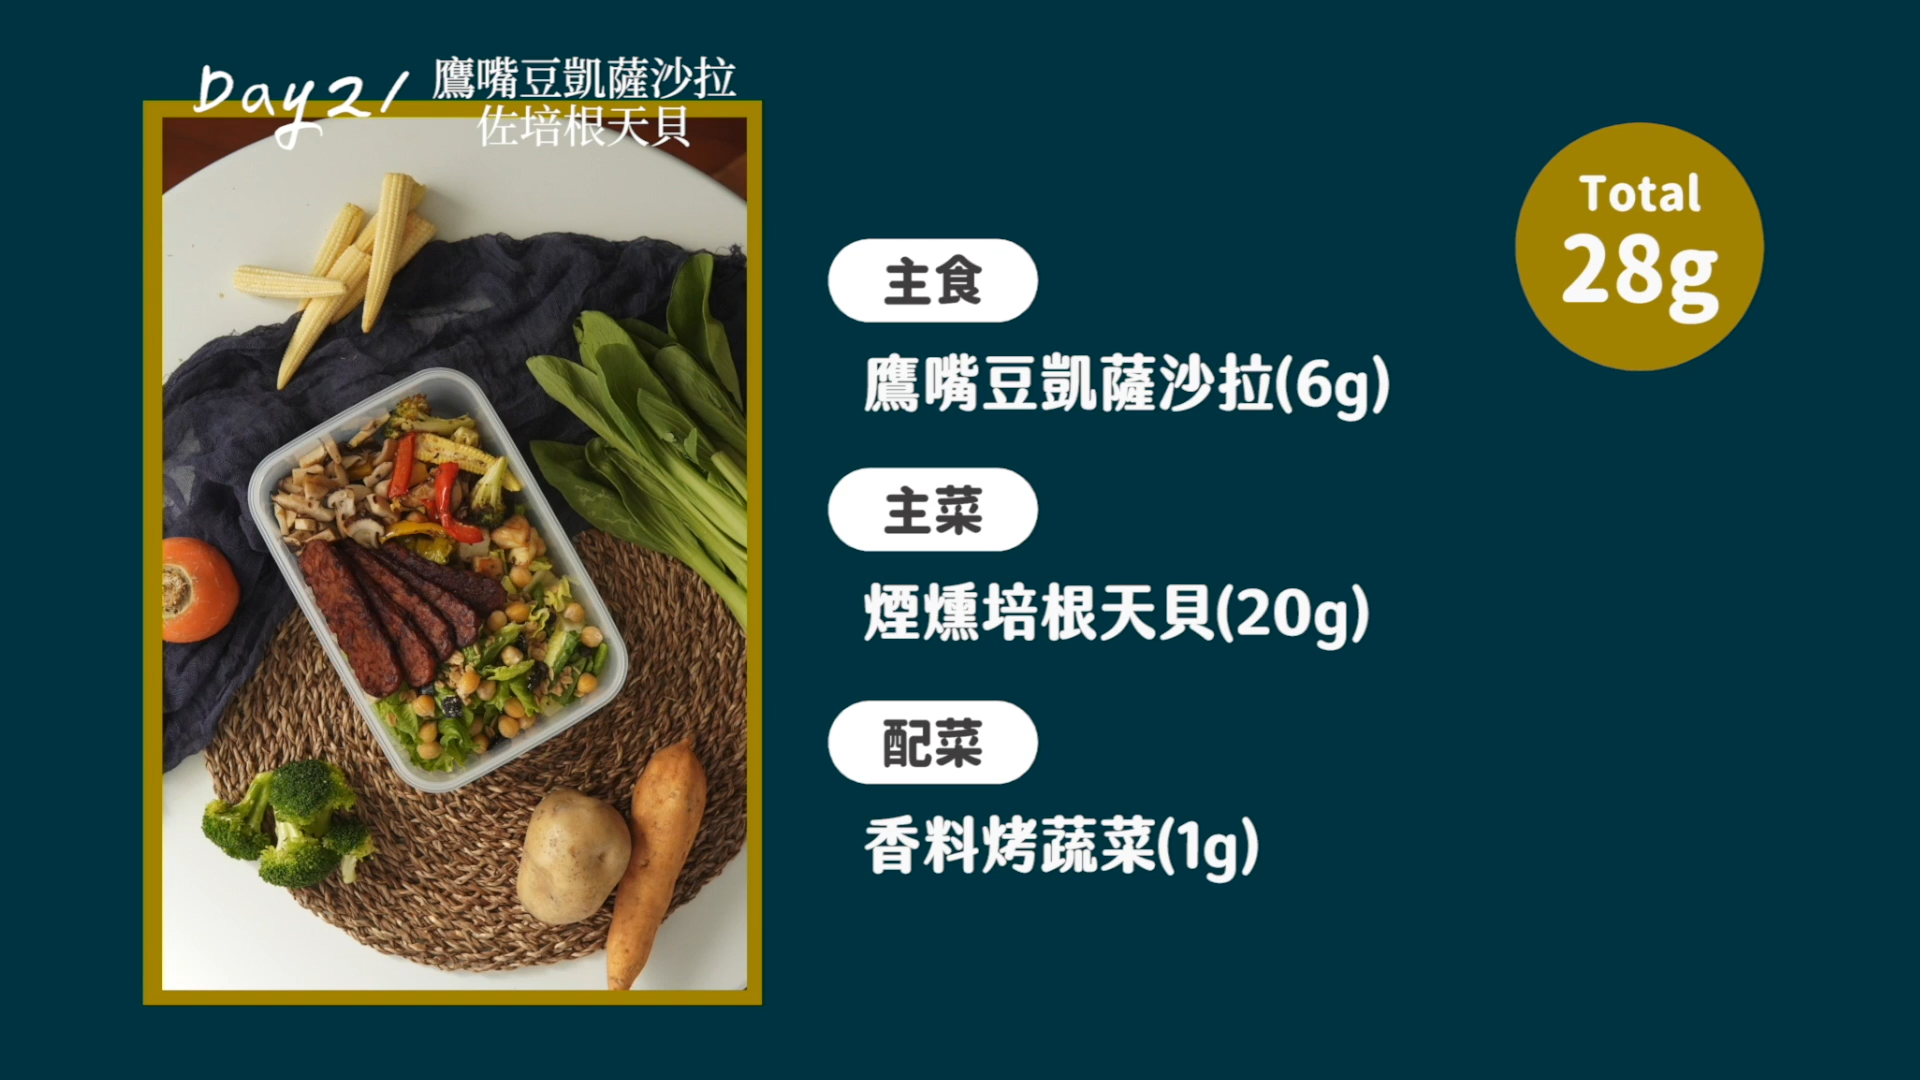 Day21
鷹嘴豆凱薩沙拉
佐培根天貝
Total
28g
主食
鷹嘴豆凱薩沙拉(6g)
主菜
煙燻培根天貝(20g)
配菜
香料烤蔬菜(1g)